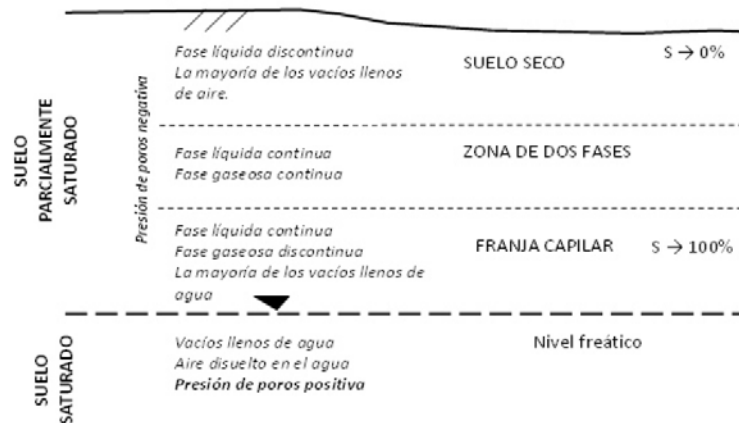 Fase líquida discontinua
La mayoría de los vacíos llenos
de aire.
SUELO SECO
S → 0%
SUELO
PARCIALMENTE
SATURADO
Presión de poros negativa
Fase líquida continua
Fase gaseosa continua
ZONA DE DOS FASES
Fase líquida continua
Fase gaseosa discontinua
La mayoría de los vacíos llenos de
agua
FRANJA CAPILAR
S → 100%
SUELO
SATURADO
Vacíos llenos de agua
Aire disuelto en el agua
Presión de poros positiva
Nivel freático